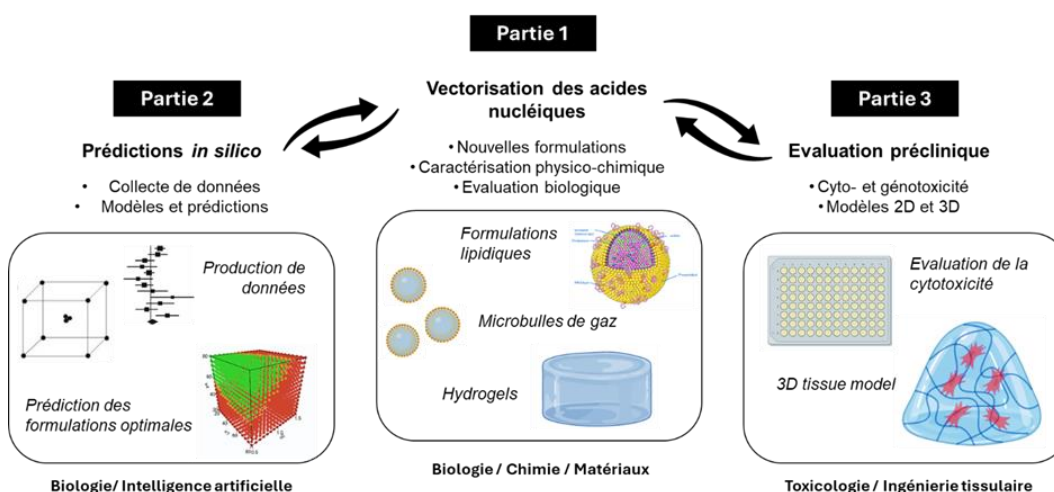 Partie 1
Vectorisation des acides
nucléiques
•Nouvelles formulations
•Caractérisation physico-chimique
•Evaluation biologique
Formulations
lipidiques
Microbulles de gaz
Hydrogels
Biologie / Chimie / Matériaux
Partie 2
Prédictions in silico
• Collecte de données
• Modèles et prédictions
Production de
données
Prédiction des
formulations optimales
Biologie/ Intelligence artificielle
Partie 3
Evaluation préclinique
•Cyto- et génotoxicité
•Modèles 2D et 3D
Evaluation de la
cytotoxicité
3D tissue model
Toxicologie / Ingénierie tissulaire